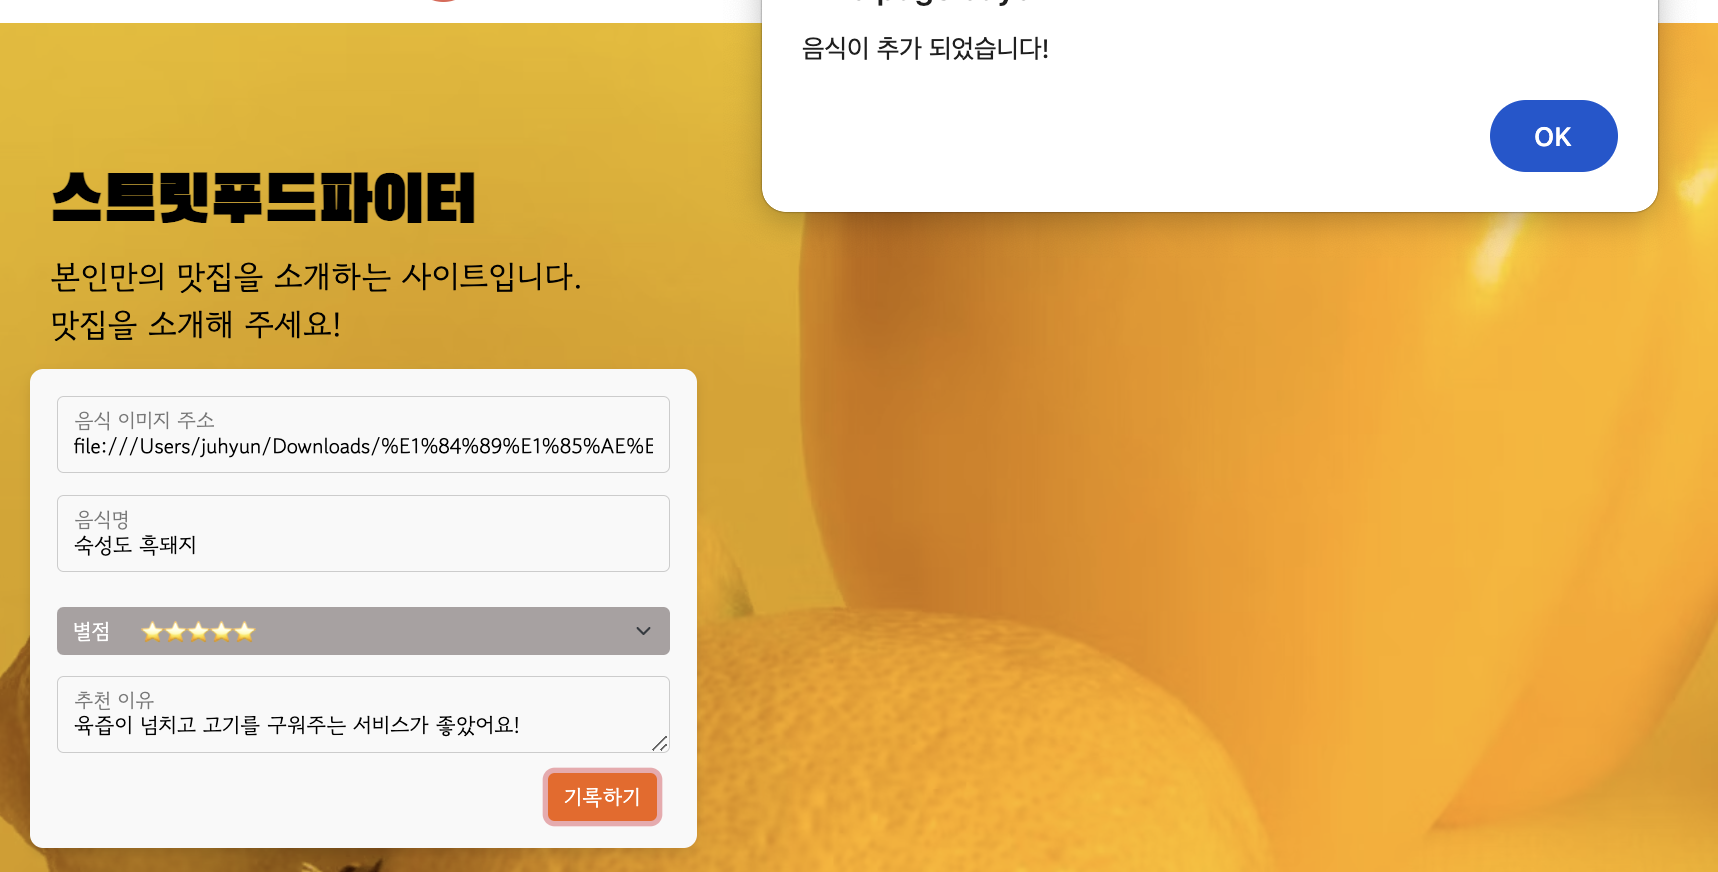 음식이 추가 되었습니다!
OK
스트릿푸드파이터
본인만의 맛집을 소개하는 사이트입니다.
맛집을 소개해 주세요!
음식 이미지 주소
file:///Users/juhyun/Downloads/%E1%84%89%E1%85%AE%E
음식명
숙성도 흑돼지
별점 ⭐⭐⭐⭐⭐
추천 이유
육즙이 넘치고 고기를 구워주는 서비스가 좋았어요!
기록하기